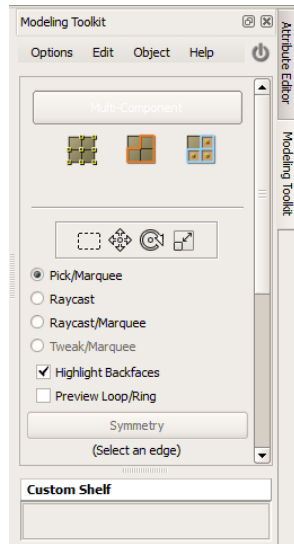 Modeling Toolkit
Options Edit Object Help
Multi-Component
Pick/Marquee
Raycast
Raycast/Marquee
Tweak/Marquee
Highlight Backfaces
Preview Loop/Ring
Symmetry
(Select an edge)
Custom Shelf
Attribute Editor
Modeling Toolkit